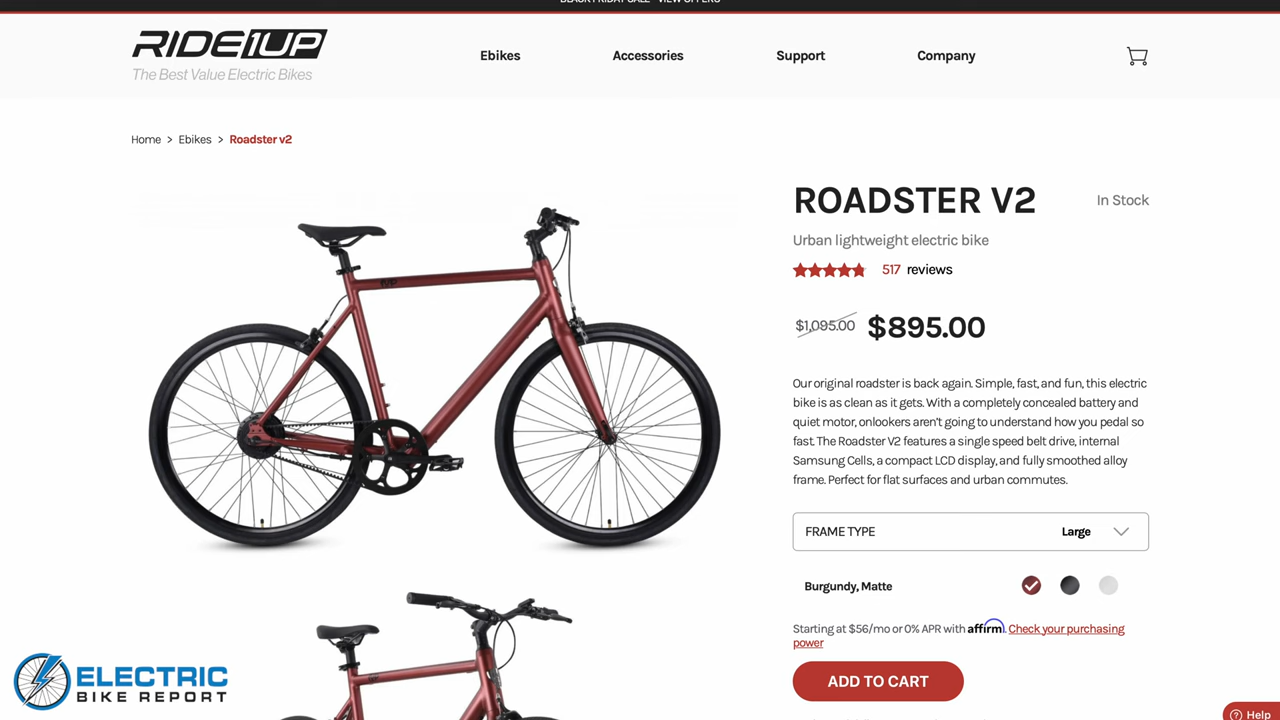 BLACK FRIDAY SALE - VIEW OFFERS
RIDE1UP
The Best Value Electric Bikes
Ebikes
Accessories
Support
Company
Home > Ebikes > Roadster v2
ROADSTER V2
In Stock
Urban lightweight electric bike
517 reviews
$1,095.00 $895.00
Our original roadster is back again. Simple, fast, and fun, this electric
bike is as clean as it gets. With a completely concealed battery and
quiet motor, onlookers aren't going to understand how you pedal so
fast. The Roadster V2 features a single speed belt drive, internal
Samsung Cells, a compact LCD display, and fully smoothed alloy
frame. Perfect for flat surfaces and urban commutes.
FRAME TYPE
Large
Burgundy, Matte
Starting at $56/mo or 0% APR with affirm. Check your purchasing
power
ADD TO CART
Help
ELECTRIC
BIKE REPORT